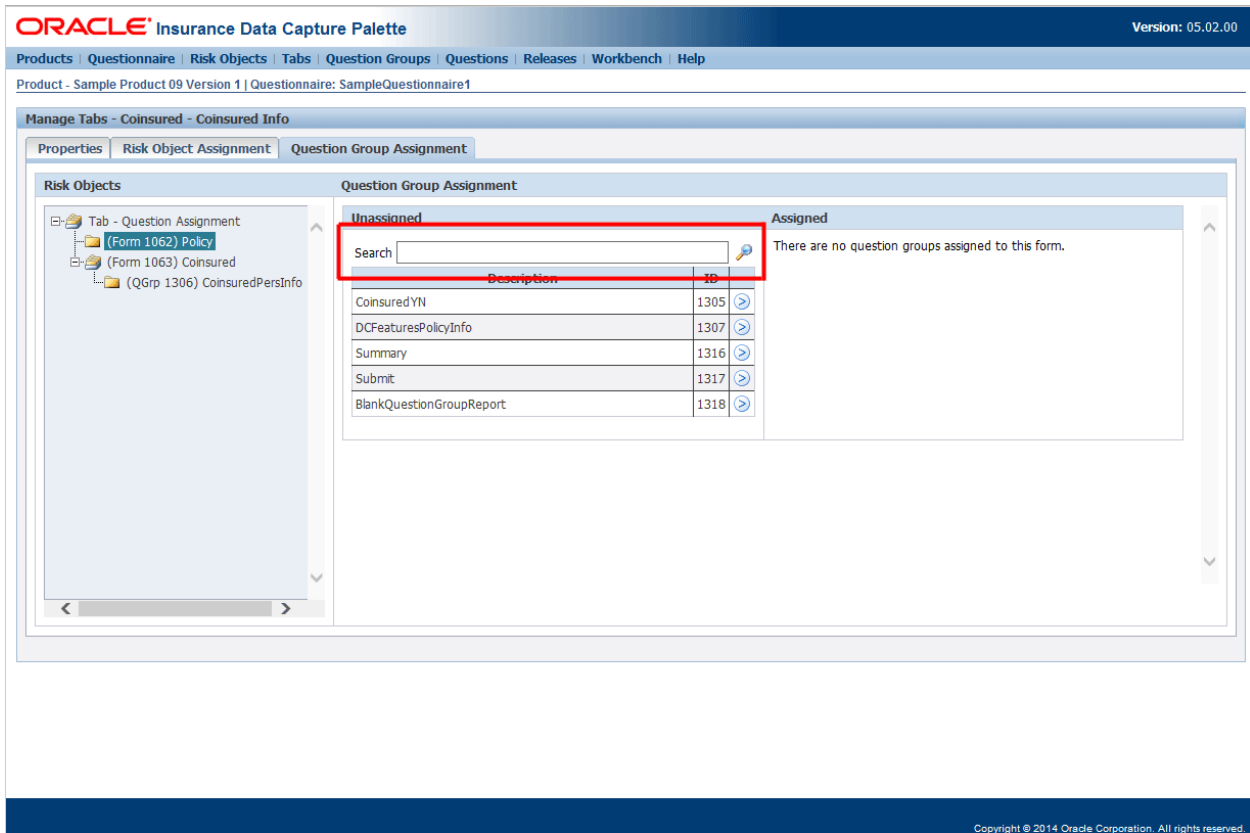 ORACLE Insurance Data Capture Palette
Version: 05.02.00
Products | Questionnaire | Risk Objects | Tabs | Question Groups | Questions | Releases | Workbench | Help
Product - Sample Product 09 Version 1 | Questionnaire: SampleQuestionnaire1
Manage Tabs - Coinsured - Coinsured Info
Properties Risk Object Assignment Question Group Assignment
Risk Objects
Tab - Question Assignment
(Form 1062) Policy
(Form 1063) Coinsured
(QGrp 1306) CoinsuredPersInfo
Question Group Assignment
Unassigned
Search
Description ID
CoinsuredYN 1305
DCFeaturesPolicyInfo 1307
Summary 1316
Submit 1317
BlankQuestionGroupReport 1318
Assigned
There are no question groups assigned to this form.
Copyright © 2014 Oracle Corporation. All rights reserved.